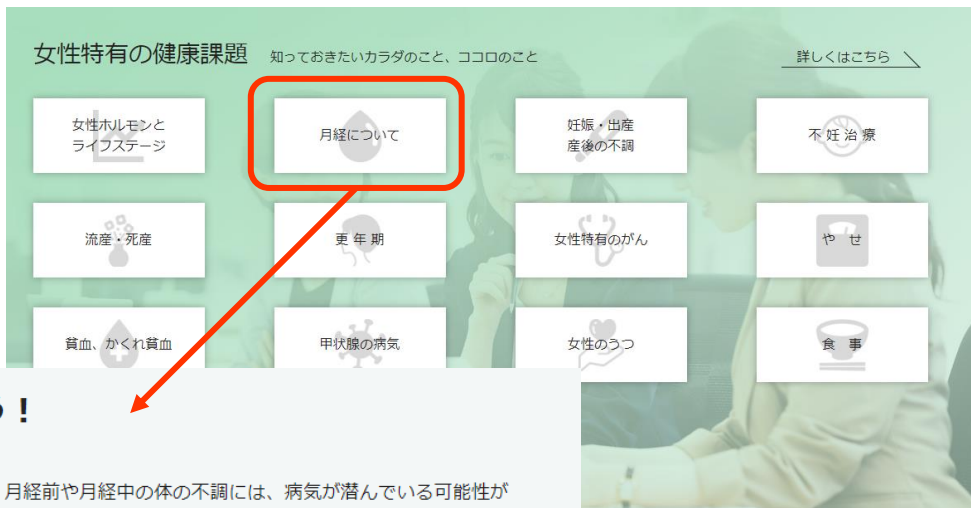 女性特有の健康課題 知っておきたいカラダのこと、ココロのこと 詳しくはこちら
女性ホルモンと
ライフステージ
月経について
妊娠・出産
産後の不調
不妊治療
流産・死産
更年期
女性特有のがん
やせ
貧血、かくれ貧血
甲状腺の病気
女性のうつ
食事
！
月経前や月経中の体の不調には、病気が潜んでいる可能性が